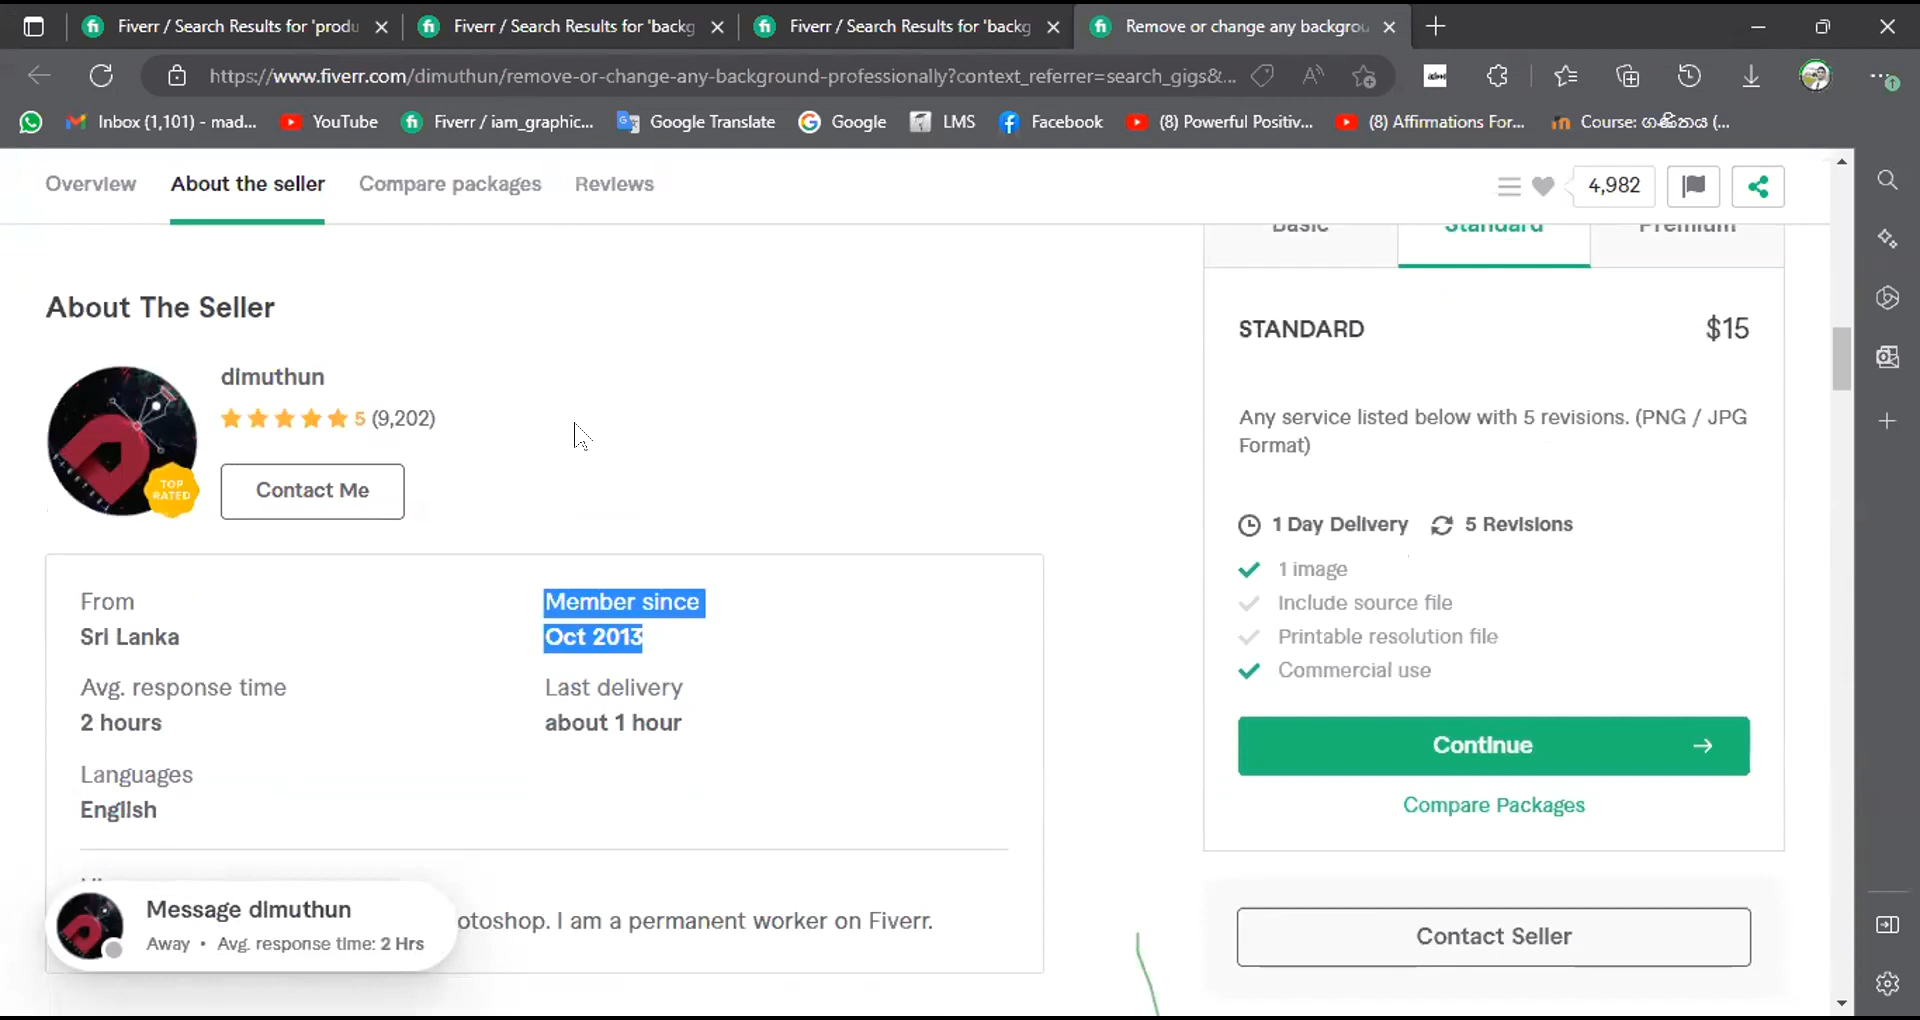 Fiverr / Search Results for 'produ
Fiverr / Search Results for 'backg
Fiverr / Search Results for 'backg
Remove or change any backgrou
https://www.fiverr.com/dimuthun/remove-or-change-any-background-professionally?context_referrer=search_gigs&...
Inbox (1,101) - mad...
YouTube
Fiverr / iam_graphic...
Google Translate
Google
LMS
Facebook
(8) Powerful Positiv...
(8) Affirmations For...
Course: ගණිතය (...
Overview
About the seller
Compare packages
Reviews
4,982
Basic
Standard
Premium
About The Seller
dimuthun
5 (9,202)
TOP
RATED
Contact Me
From
Sri Lanka
Member since
Oct 2013
Avg. response time
2 hours
Last delivery
about 1 hour
Languages
English
otoshop. I am a permanent worker on Fiverr.
Message dimuthun
Away • Avg. response time: 2 Hrs
STANDARD
$15
Any service listed below with 5 revisions. (PNG / JPG
Format)
1 Day Delivery
5 Revisions
1 image
Include source file
Printable resolution file
Commercial use
Continue
Compare Packages
Contact Seller